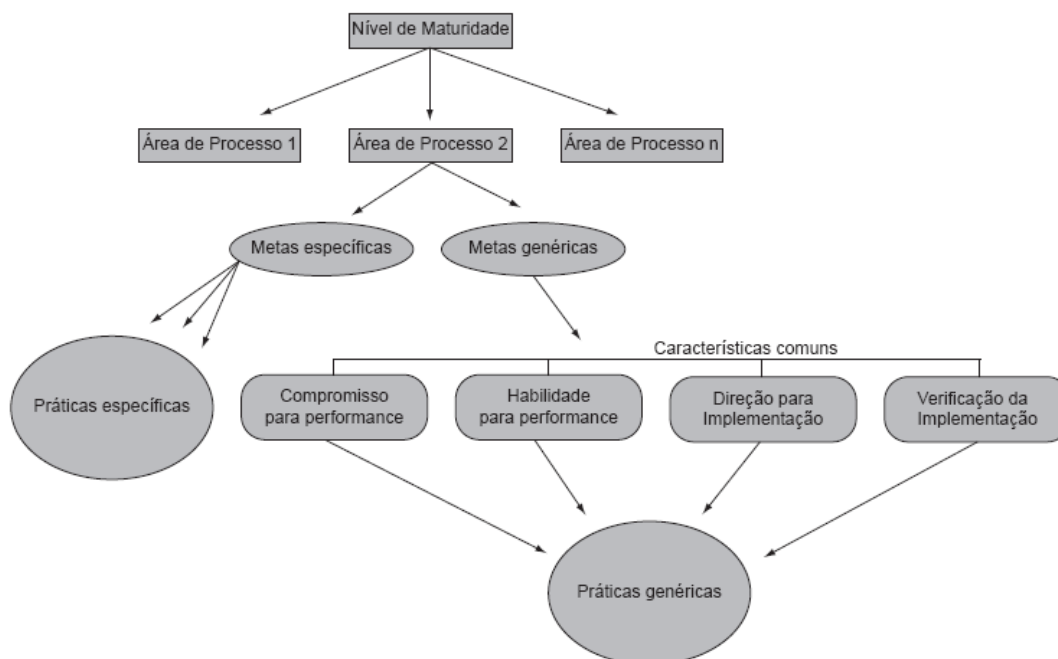 Nível de Maturidade
Área de Processo 1
Área de Processo 2
Área de Processo n
Metas específicas
Metas genéricas
Características comuns
Práticas específicas
Compromisso
para performance
Habilidade
para performance
Direção para
Implementação
Verificação da
Implementação
Práticas genéricas